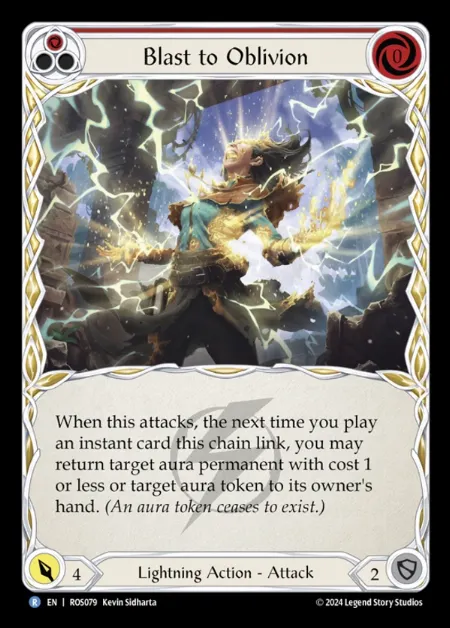 Blast to Oblivion
0
When this attacks, the next time you play
an instant card this chain link, you may
return target aura permanent with cost 1
or less or target aura token to its owner's
hand. (An aura token ceases to exist.)
4
Lightning Action - Attack
2
R EN | ROS079 Kevin Sidharta
© 2024 Legend Story Studios